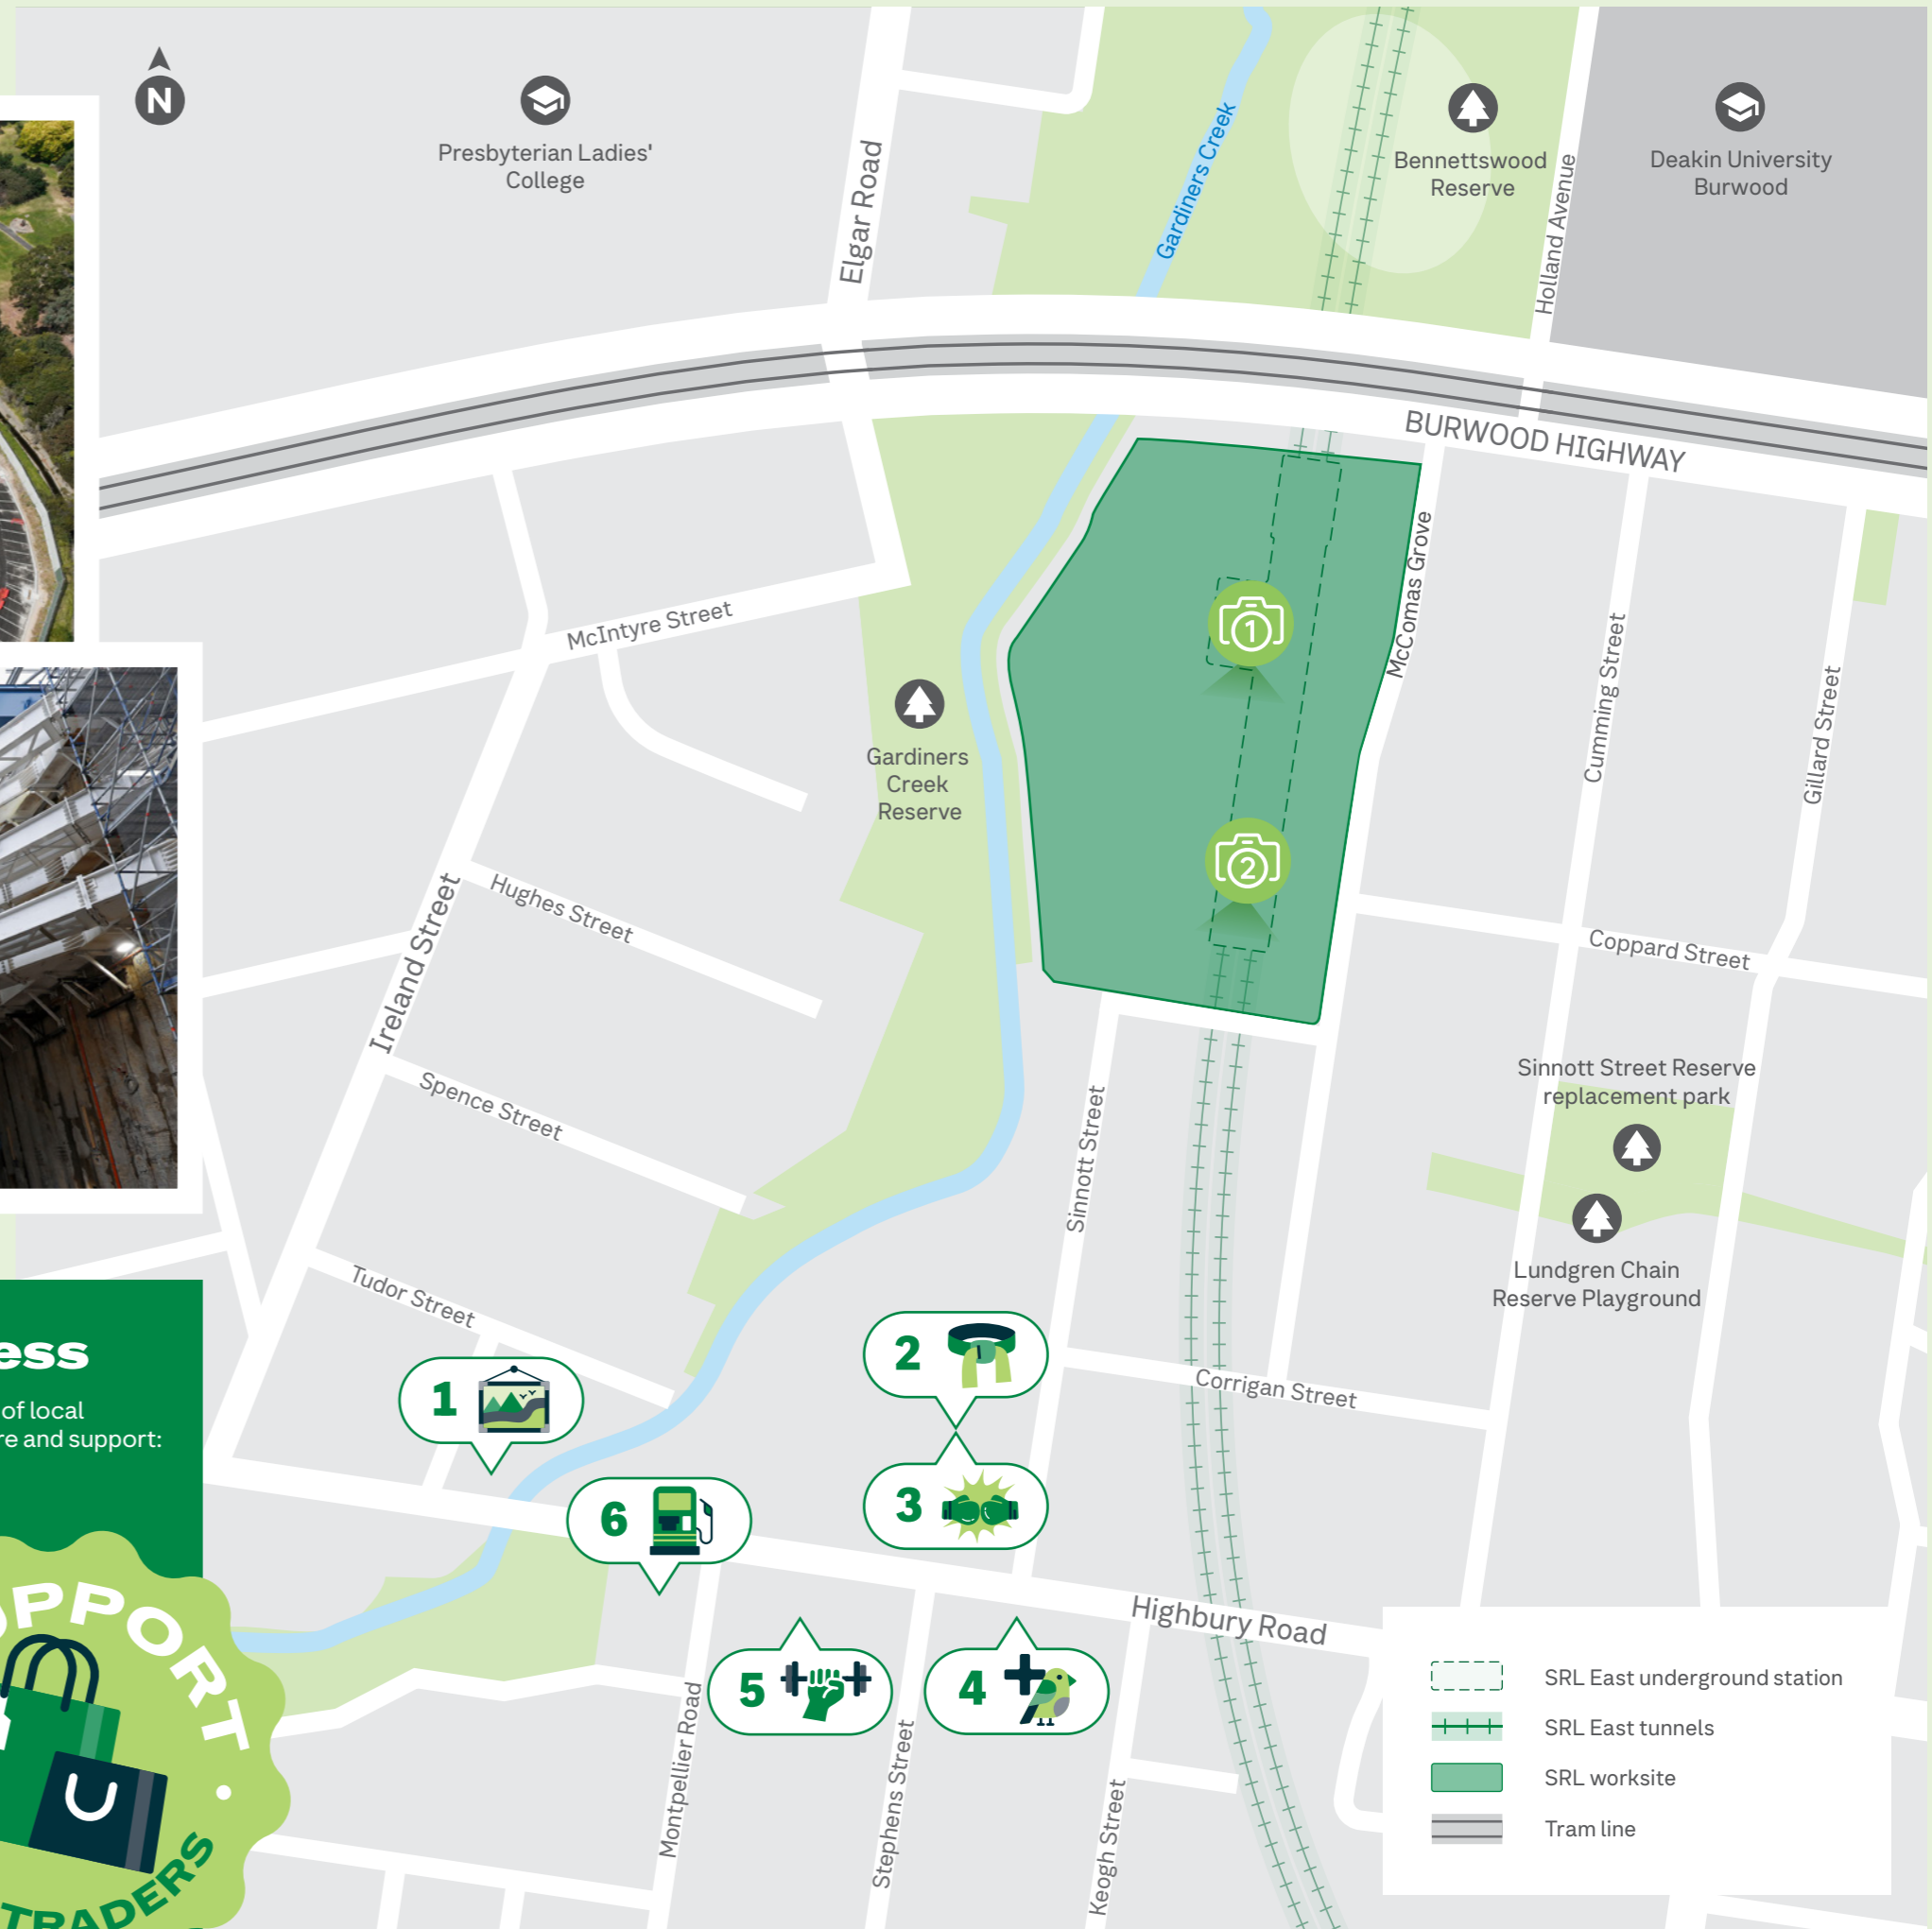 N
Presbyterian Ladies'
College
Elgar Road
Gardiners Creek
Bennettswood
Reserve
Holland Avenue
Deakin University
Burwood
BURWOOD HIGHWAY
McIntyre Street
McComas Grove
Cumming Street
Gillard Street
1
Gardiners
Creek
Reserve
2
Hughes Street
Ireland Street
Coppard Street
Spence Street
Sinnott Street
Sinnott Street Reserve
replacement park
Lundgren Chain
Reserve Playground
Tudor Street
Corrigan Street
1
2
3
6
5
4
Highbury Road
Montpellier Road
Stephens Street
Keogh Street
ess
of local
re and support:
UPPORT
TRADERS
SRL East underground station
SRL East tunnels
SRL worksite
Tram line